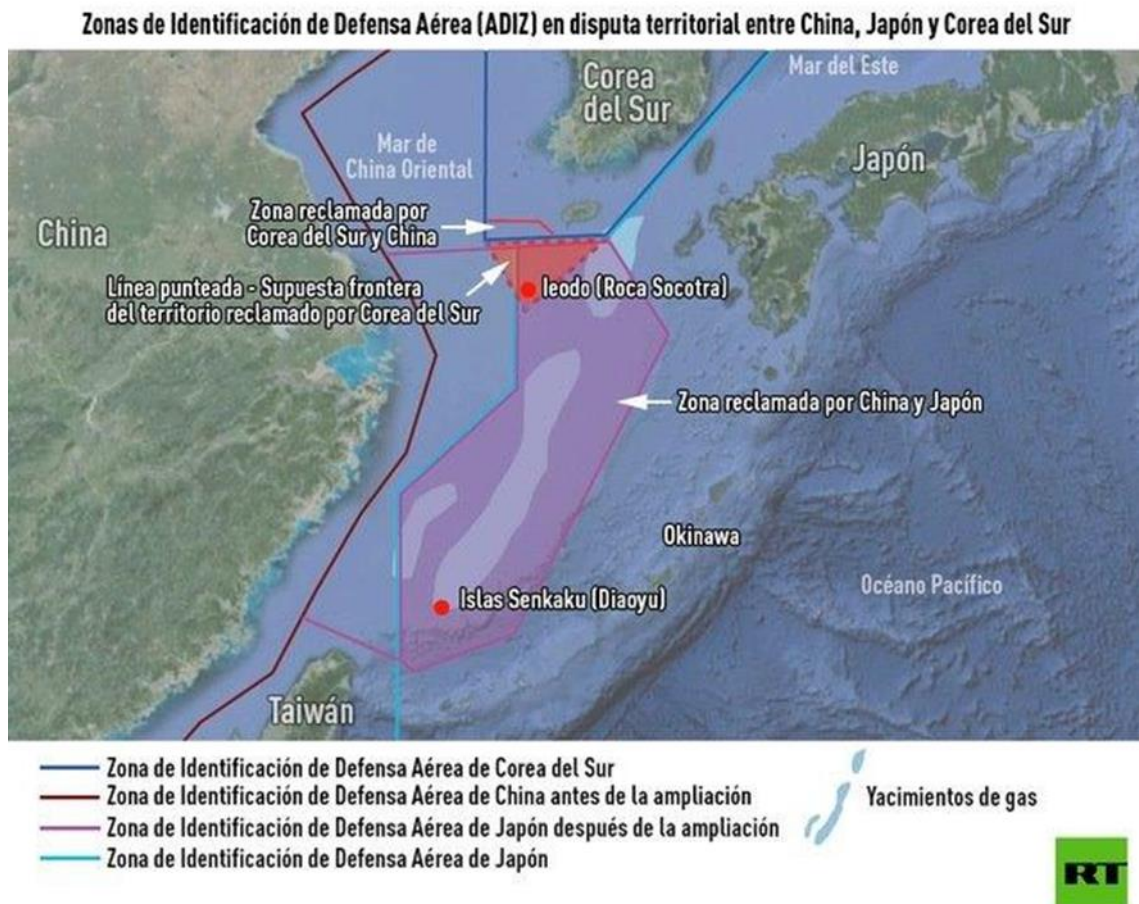 Zonas de Identificación de Defensa Aérea (ADIZ) en disputa territorial entre China, Japón y Corea del Sur
Corea
del Sur
Mar del Este
Mar de
China Oriental
Japón
Zona reclamada por
Corea del Sur y China
China
Línea punteada - Supuesta frontera
del territorio reclamado por Corea del Sur
Ieodo (Roca Socotra)
Zona reclamada por China y Japón
Okinawa
Océano Pacífico
Islas Senkaku (Diaoyu)
Taiwán
Zona de Identificación de Defensa Aérea de Corea del Sur
Zona de Identificación de Defensa Aérea de China antes de la ampliación
Zona de Identificación de Defensa Aérea de Japón después de la ampliación
Zona de Identificación de Defensa Aérea de Japón
Yacimientos de gas
RT